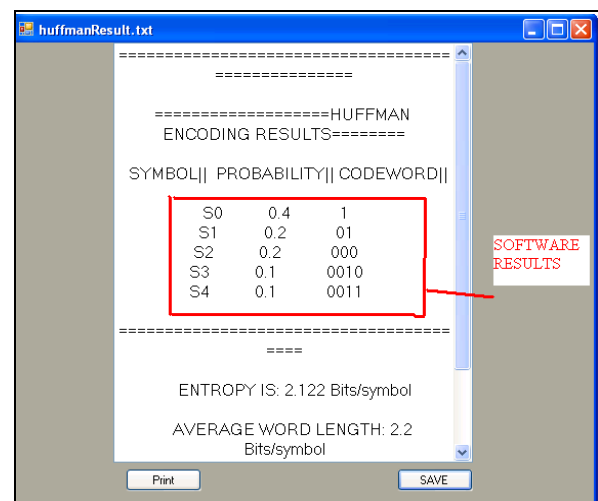 huffmanResult.txt
====================================
===============
===================HUFFMAN
ENCODING RESULTS========
SYMBOL|| PROBABILITY|| CODEWORD||
S0 0.4 1
S1 0.2 01
S2 0.2 000
S3 0.1 0010
S4 0.1 0011
SOFTWARE
RESULTS
====================================
====
ENTROPY IS: 2.122 Bits/symbol
AVERAGE WORD LENGTH: 2.2
Bits/symbol
Print SAVE